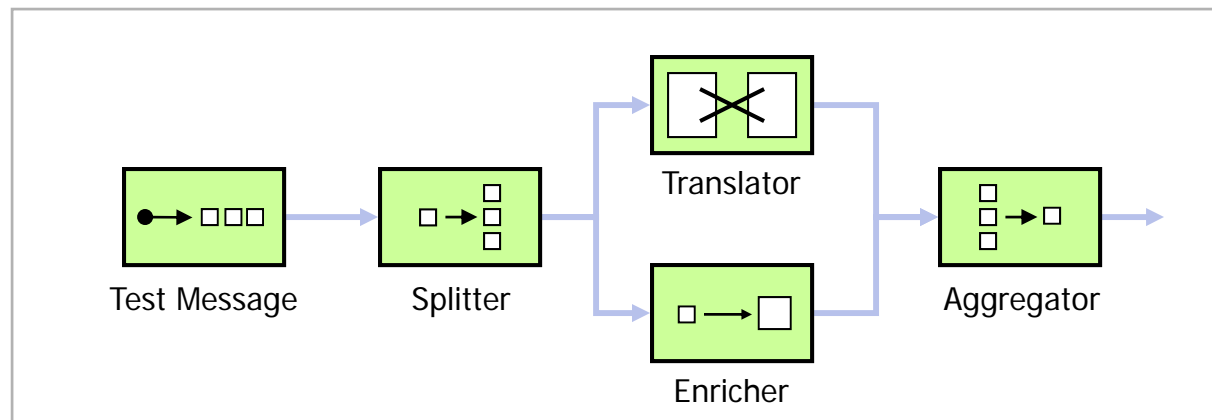 Translator
Test Message
Splitter
Aggregator
Enricher